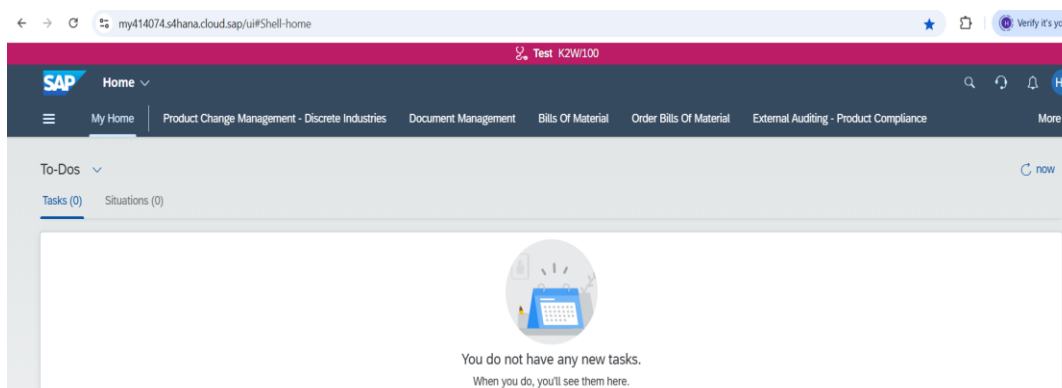 my414074.s4hana.cloud.sap/ui#Shell-home
H
Verify it's yo
Test K2W/100
SAP
Home
H
My Home
Product Change Management - Discrete Industries
Document Management
Bills Of Material
Order Bills Of Material
External Auditing - Product Compliance
More
To-Dos
now
Tasks (0)
Situations (0)
You do not have any new tasks.
When you do, you'll see them here.